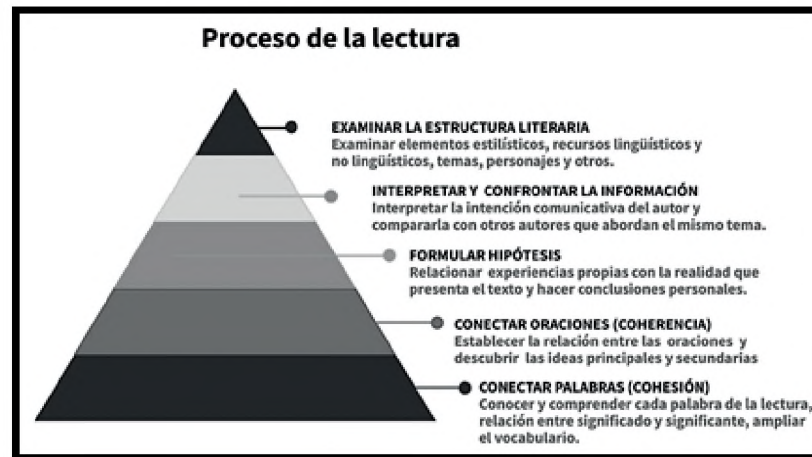 Proceso de la lectura
EXAMINAR LA ESTRUCTURA LITERARIA
Examinar elementos estilísticos, recursos lingüísticos y
no lingüísticos, temas, personajes y otros.
INTERPRETAR Y CONFRONTAR LA INFORMACIÓN
Interpretar la intención comunicativa del autor y
compararla con otros autores que abordan el mismo tema.
FORMULAR HIPÓTESIS
Relacionar experiencias propias con la realidad que
presenta el texto y hacer conclusiones personales.
CONECTAR ORACIONES (COHERENCIA)
Establecer la relación entre las oraciones y
descubrir las ideas principales y secundarias
CONECTAR PALABRAS (COHESIÓN)
Conocer y comprender cada palabra de la lectura,
relación entre significado y significante, ampliar
el vocabulario.